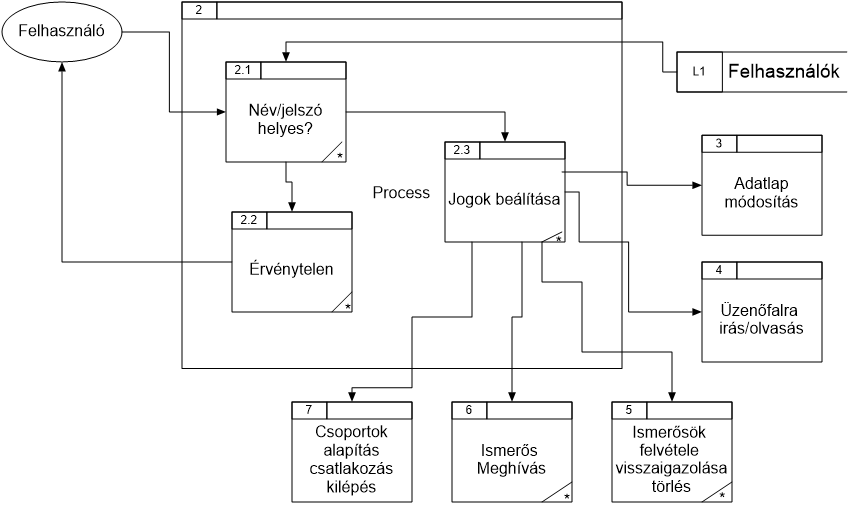 Felhasználó
2
2.1
Név/jelszó
helyes?
*
L1
Felhasználók
2.3
Process
Jogok beálítása
*
3
Adatlap
módosítás
2.2
Érvénytelen
*
4
Üzenőfalra
irás/olvasás
7
Csoportok
alapítás
csatlakozás
kilépés
6
Ismerős
Meghívás
*
5
Ismerősök
felvétele
visszaigazolása
törlés
*